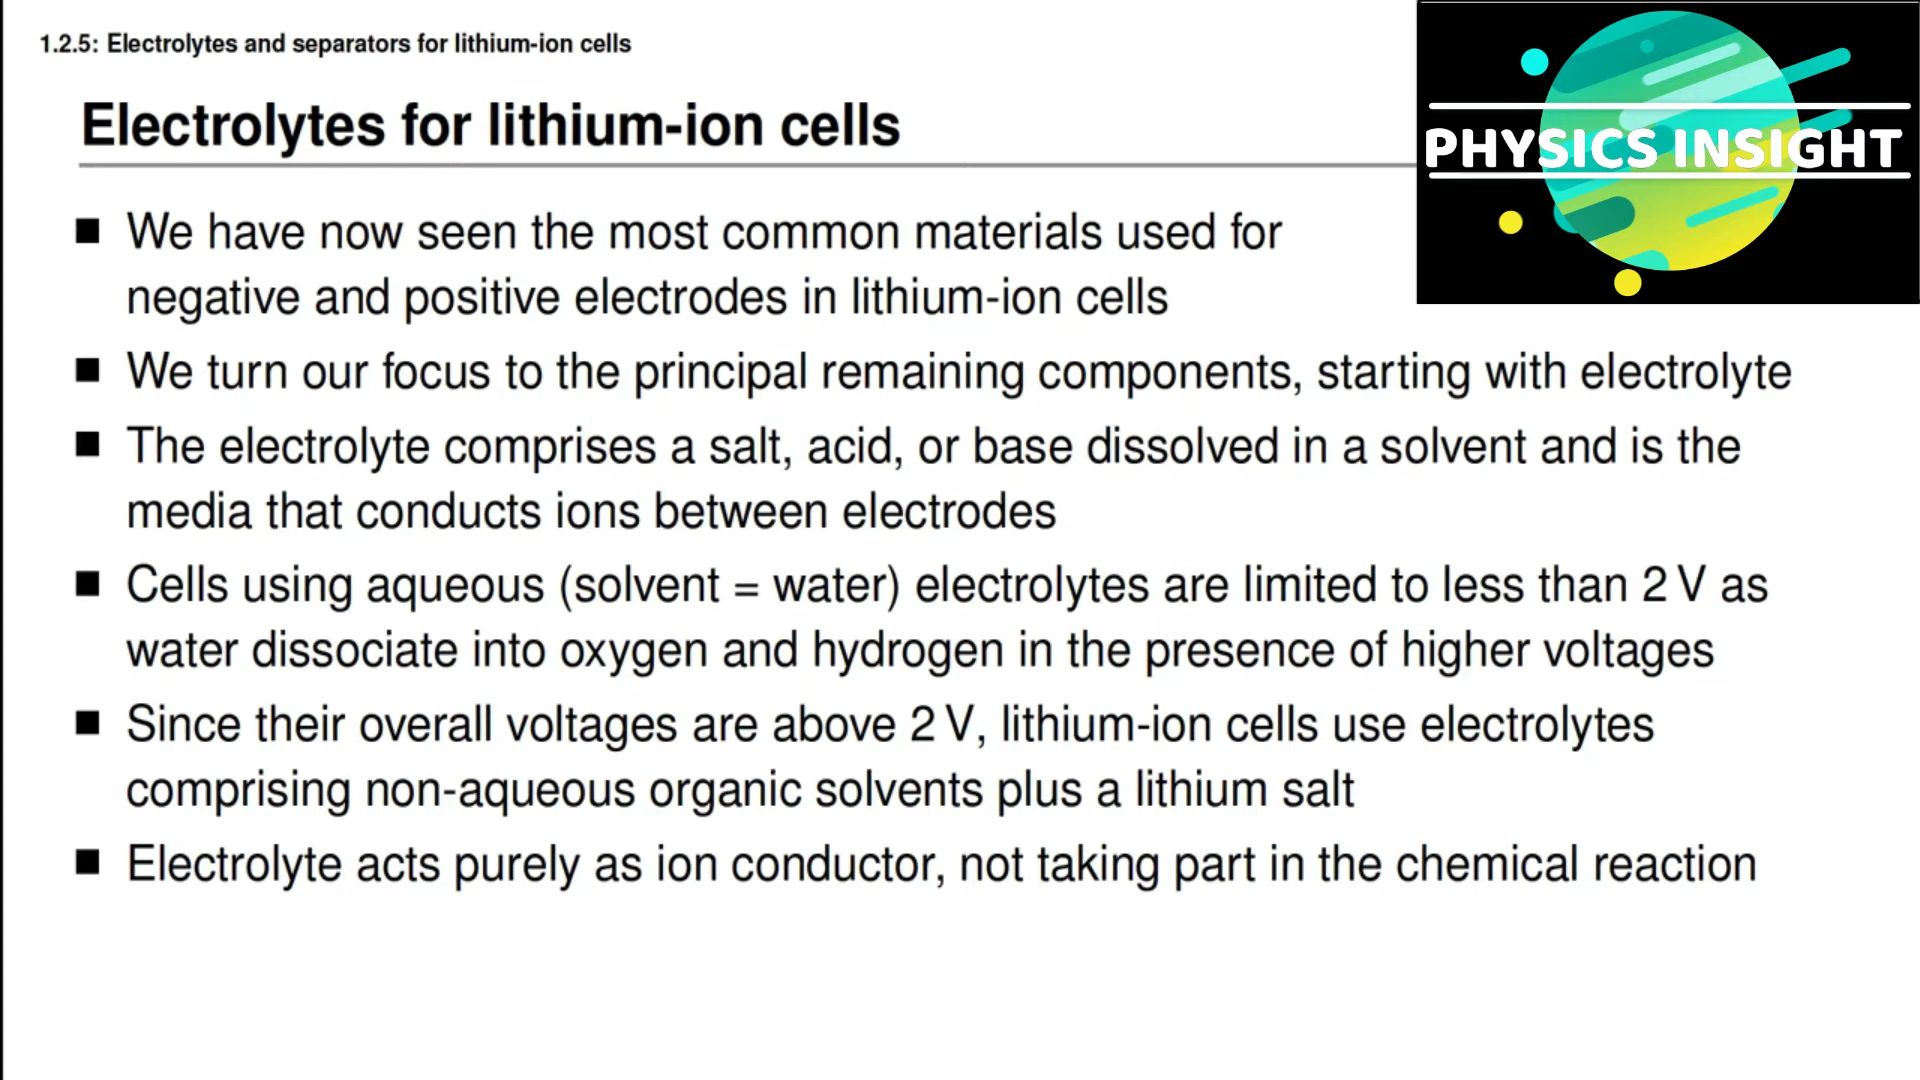 1.2.5: Electrolytes and separators for lithium-ion cells
PHYSICS INSIGHT
Electrolytes for lithium-ion cells
■ We have now seen the most common materials used for
negative and positive electrodes in lithium-ion cells
■ We turn our focus to the principal remaining components, starting with electrolyte
■ The electrolyte comprises a salt, acid, or base dissolved in a solvent and is the
media that conducts ions between electrodes
■ Cells using aqueous (solvent = water) electrolytes are limited to less than 2 V as
water dissociate into oxygen and hydrogen in the presence of higher voltages
■ Since their overall voltages are above 2 V, lithium-ion cells use electrolytes
comprising non-aqueous organic solvents plus a lithium salt
■ Electrolyte acts purely as ion conductor, not taking part in the chemical reaction